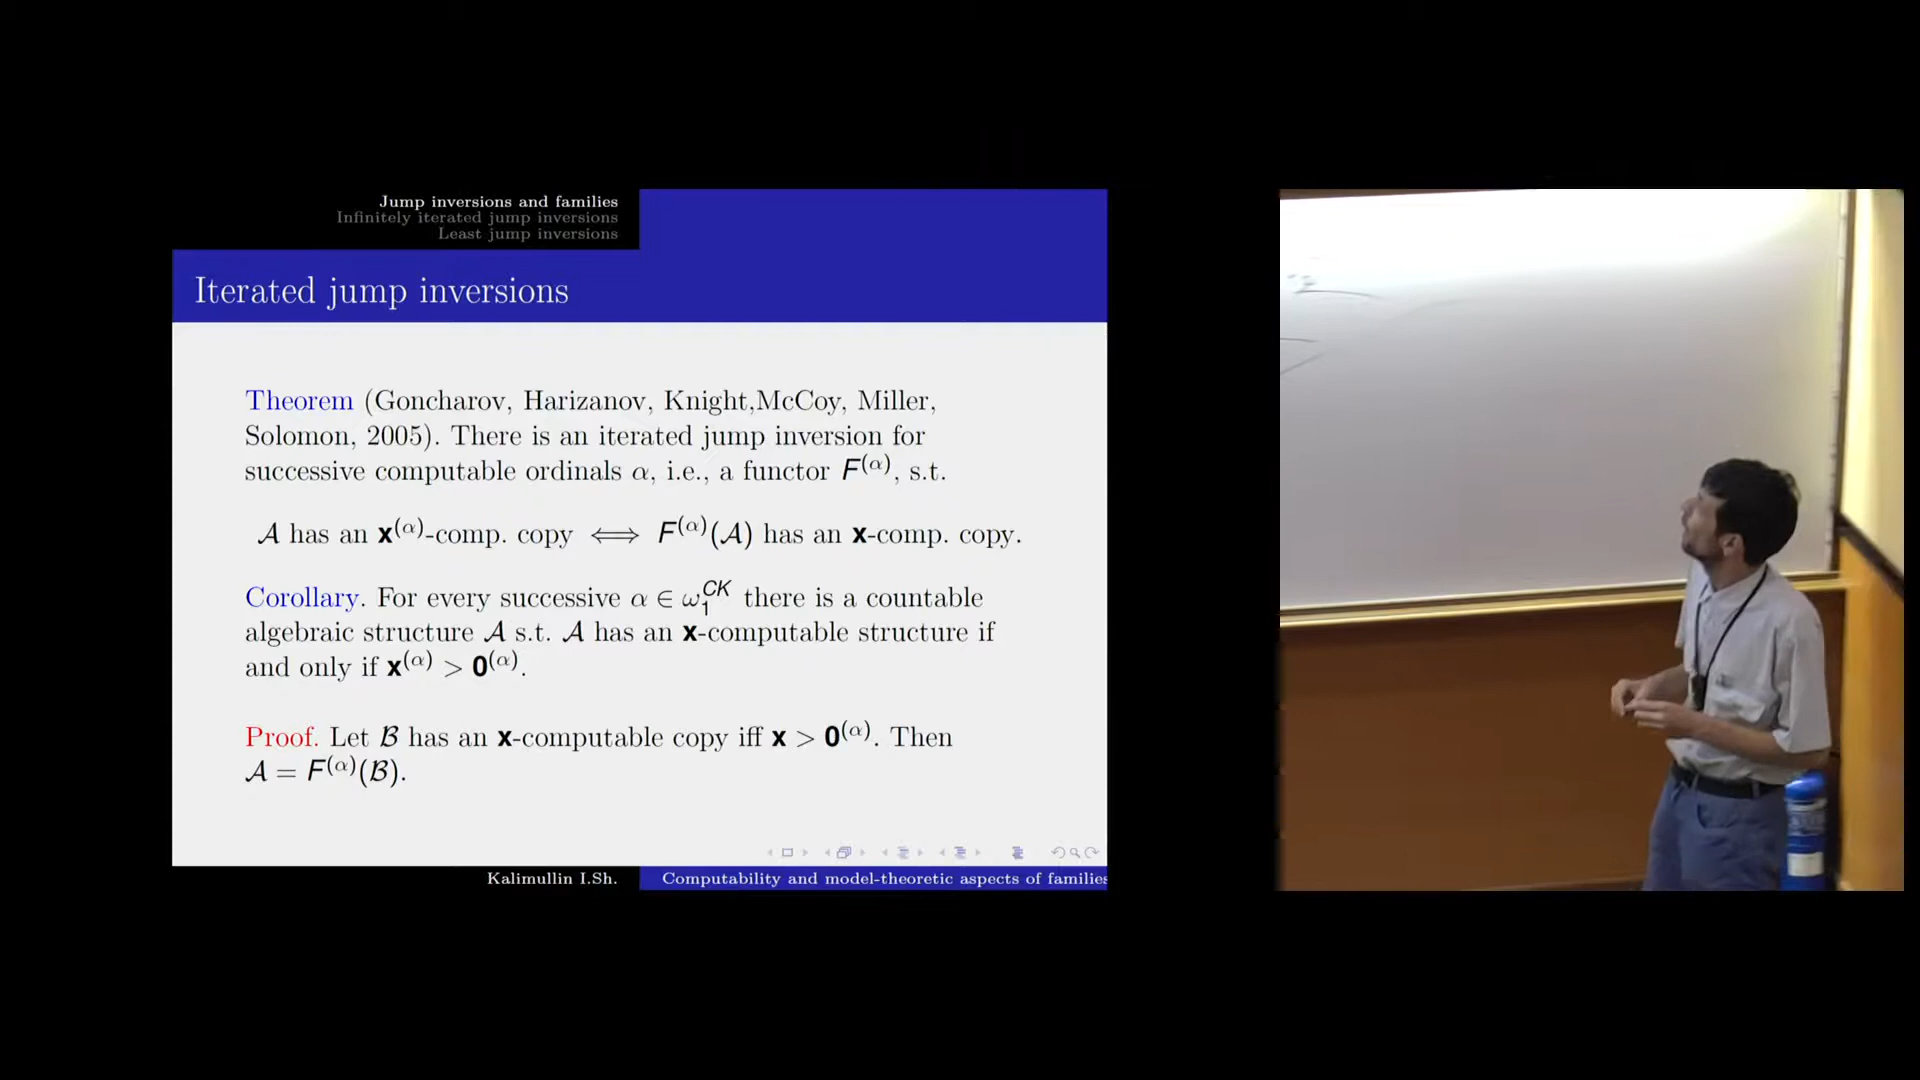 Jump inversions and families
Infinitely iterated jump inversions
Least jump inversions
Iterated jump inversions
Theorem (Goncharov, Harizanov, Knight,McCoy, Miller,
Solomon, 2005). There is an iterated jump inversion for
successive computable ordinals α, i.e., a functor F^(α), s.t.
𝒜 has an x^(α)-comp. copy ⟺ F^(α)(𝒜) has an x-comp. copy.
Corollary. For every successive α ∈ ω₁^CK there is a countable
algebraic structure 𝒜 s.t. 𝒜 has an x-computable structure if
and only if x^(α) > 0^(α).
Proof. Let ℬ has an x-computable copy iff x > 0^(α). Then
𝒜 = F^(α)(ℬ).
Kalimullin I.Sh.
Computability and model-theoretic aspects of families